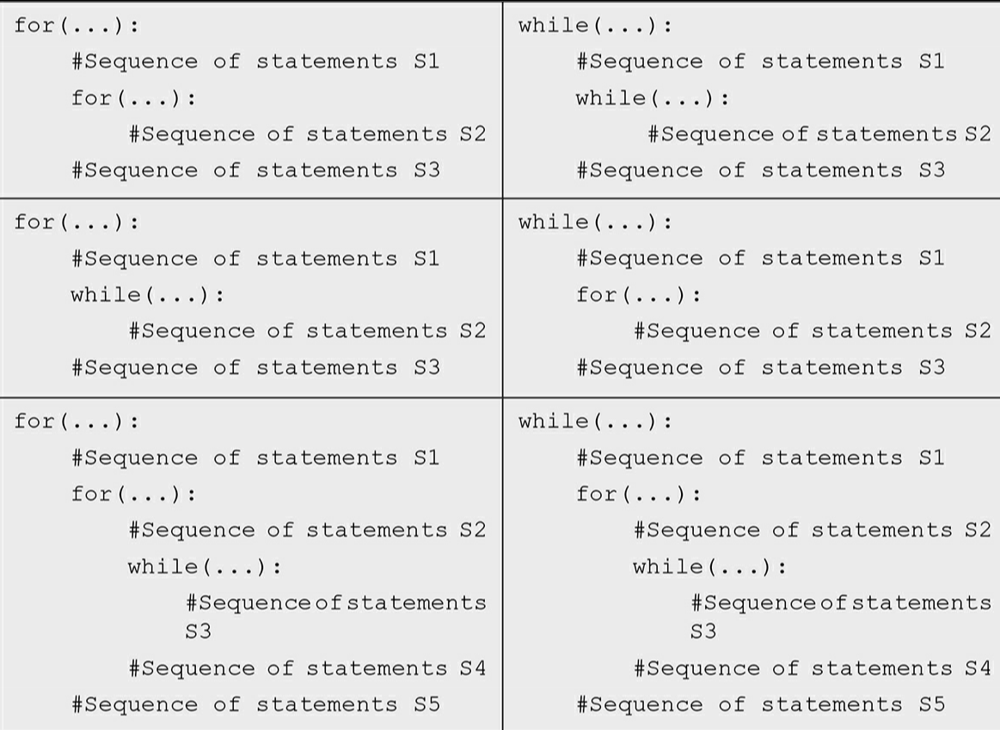 for(...):
#Sequence of statements S1
for(...):
#Sequence of statements S2
#Sequence of statements S3
while(...):
#Sequence of statements S1
while(...):
#Sequence of statements S2
#Sequence of statements S3
for(...):
#Sequence of statements S1
while(...):
#Sequence of statements S2
#Sequence of statements S3
while(...):
#Sequence of statements S1
for(...):
#Sequence of statements S2
#Sequence of statements S3
for(...):
#Sequence of statements S1
for(...):
#Sequence of statements S2
while(...):
#Sequence of statements
S3
#Sequence of statements S4
#Sequence of statements S5
while(...):
#Sequence of statements S1
for(...):
#Sequence of statements S2
while(...):
#Sequence of statements
S3
#Sequence of statements S4
#Sequence of statements S5